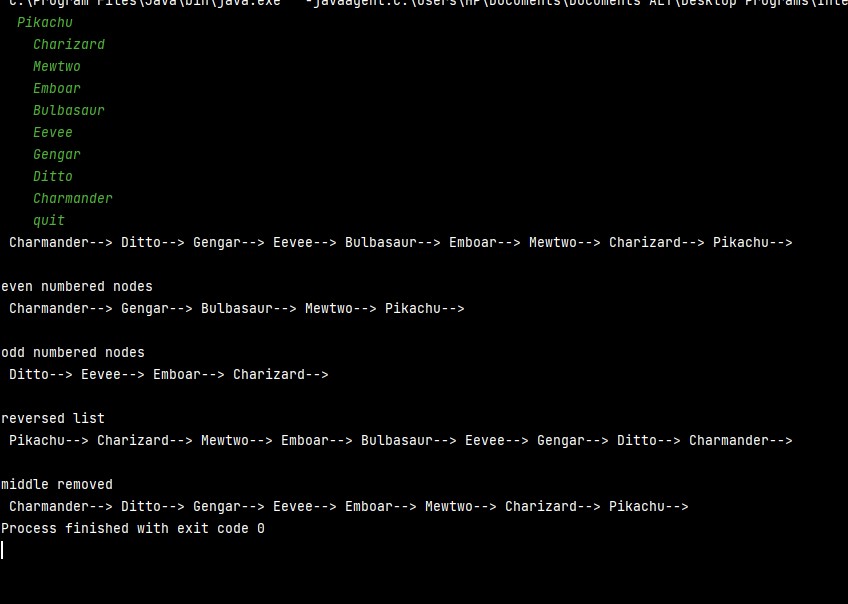 C:\Program Files\Java\bin\java.exe" "-javaagent:C:\Users\HP\Documents\Documents ALT\Desktop Programs\Inte
Pikachu
Charizard
Mewtwo
Emboar
Bulbasaur
Eevee
Gengar
Ditto
Charmander
quit
Charmander--> Ditto--> Gengar--> Eevee--> Bulbasaur--> Emboar--> Mewtwo--> Charizard--> Pikachu-->
even numbered nodes
Charmander--> Gengar--> Bulbasaur--> Mewtwo--> Pikachu-->
odd numbered nodes
Ditto--> Eevee--> Emboar--> Charizard-->
reversed list
Pikachu--> Charizard--> Mewtwo--> Emboar--> Bulbasaur--> Eevee--> Gengar--> Ditto--> Charmander-->
middle removed
Charmander--> Ditto--> Gengar--> Eevee--> Emboar--> Mewtwo--> Charizard--> Pikachu-->
Process finished with exit code 0